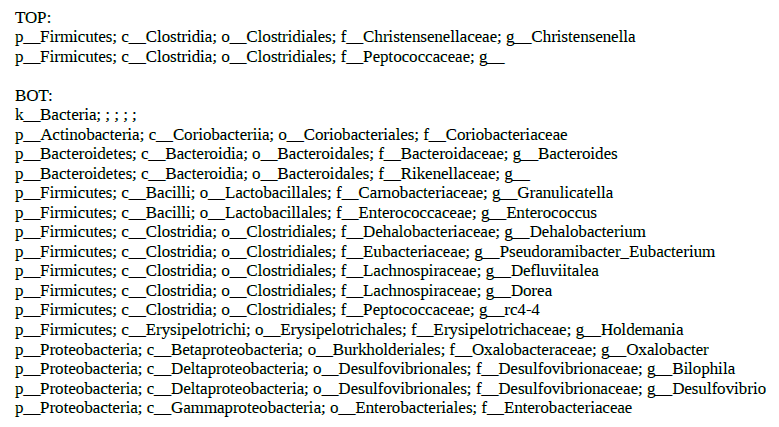 TOP:
p__Firmicutes; c__Clostridia; o__Clostridiales; f__Christensenellaceae; g__Christensenella
p__Firmicutes; c__Clostridia; o__Clostridiales; f__Peptococcaceae; g__
BOT:
k__Bacteria; ; ; ; ;
p__Actinobacteria; c__Coriobacteriia; o__Coriobacteriales; f__Coriobacteriaceae
p__Bacteroidetes; c__Bacteroidia; o__Bacteroidales; f__Bacteroidaceae; g__Bacteroides
p__Bacteroidetes; c__Bacteroidia; o__Bacteroidales; f__Rikenellaceae; g__
p__Firmicutes; c__Bacilli; o__Lactobacillales; f__Carnobacteriaceae; g__Granulicatella
p__Firmicutes; c__Bacilli; o__Lactobacillales; f__Enterococcaceae; g__Enterococcus
p__Firmicutes; c__Clostridia; o__Clostridiales; f__Dehalobacteriaceae; g__Dehalobacterium
p__Firmicutes; c__Clostridia; o__Clostridiales; f__Eubacteriaceae; g__Pseudoramibacter_Eubacterium
p__Firmicutes; c__Clostridia; o__Clostridiales; f__Lachnospiraceae; g__Defluviitalea
p__Firmicutes; c__Clostridia; o__Clostridiales; f__Lachnospiraceae; g__Dorea
p__Firmicutes; c__Clostridia; o__Clostridiales; f__Peptococcaceae; g__rc4-4
p__Firmicutes; c__Erysipelotrichi; o__Erysipelotrichales; f__Erysipelotrichaceae; g__Holdemania
p__Proteobacteria; c__Betaproteobacteria; o__Burkholderiales; f__Oxalobacteraceae; g__Oxalobacter
p__Proteobacteria; c__Deltaproteobacteria; o__Desulfovibrionales; f__Desulfovibrionaceae; g__Bilophila
p__Proteobacteria; c__Deltaproteobacteria; o__Desulfovibrionales; f__Desulfovibrionaceae; g__Desulfovibrio
p__Proteobacteria; c__Gammaproteobacteria; o__Enterobacteriales; f__Enterobacteriaceae